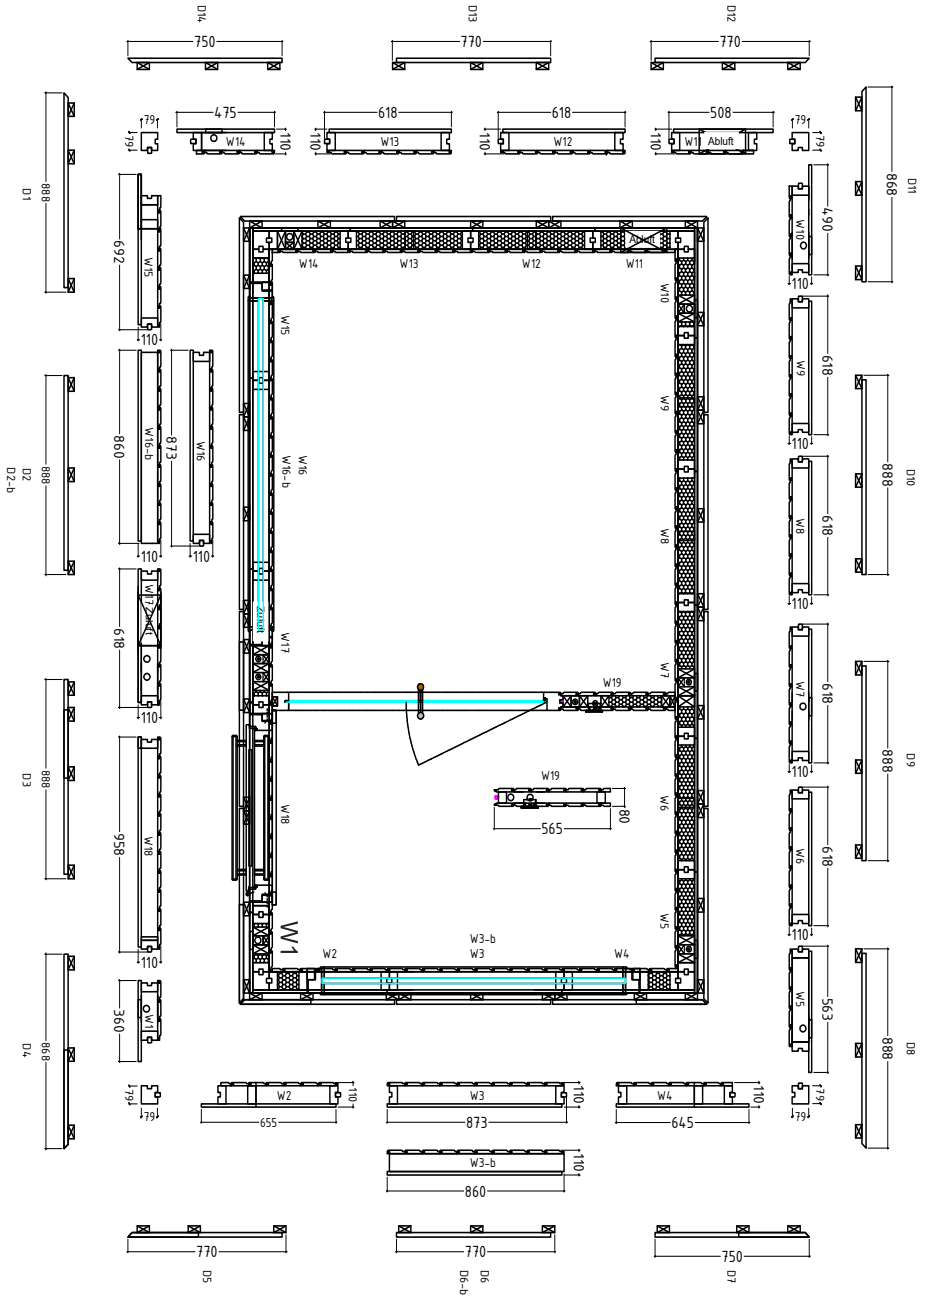 D14
D13
D12
750
770
770
475
618
618
508
79
79
W14
110
110
W13
110
W12
110
W11
Abluft
79
79
D1
888
D11
868
692
W15
110
490
W10
110
W14
W13
W12
W11
Abluft
W10
W15
W9
W16
W16-b
W8
Zuluft
W17
W7
W19
W6
W18
W5
W1
W2
W3-b
W3
W4
W19
565
80
860
W16-b
110
873
W16
110
618
W9
110
D2
D2-b
888
D10
888
618
W8
110
618
W17
Zuluft
110
618
W7
110
D3
888
D9
888
958
W18
110
618
W6
110
360
W1
563
W5
D4
868
D8
888
79
79
W2
110
655
W3
110
873
W4
110
645
79
79
W3-b
110
860
770
770
750
D5
D6
D6-b
D7